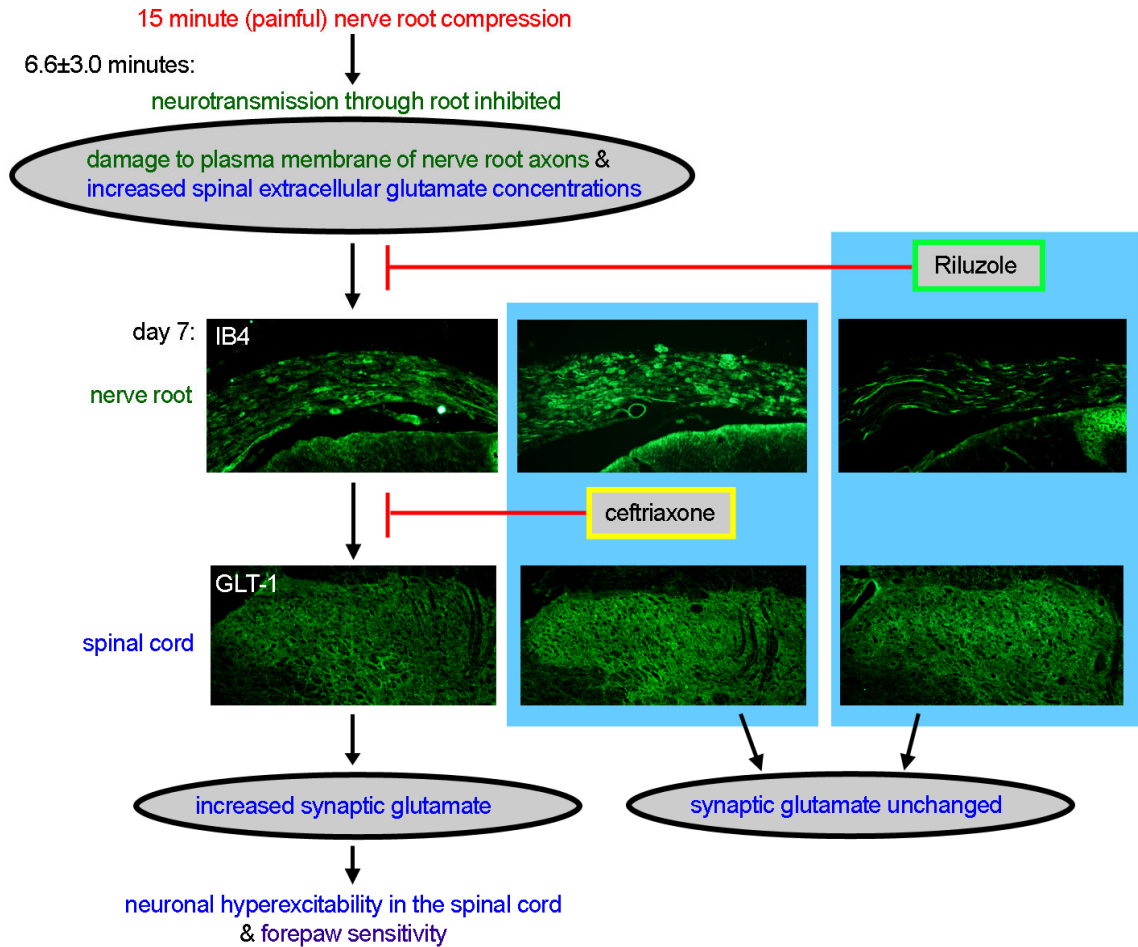 15 minute (painful) nerve root compression
6.6±3.0 minutes:
neurotransmission through root inhibited
damage to plasma membrane of nerve root axons &
increased spinal extracellular glutamate concentrations
Riluzole
day 7:
IB4
nerve root
ceftriaxone
GLT-1
spinal cord
increased synaptic glutamate
synaptic glutamate unchanged
neuronal hyperexcitability in the spinal cord
& forepaw sensitivity